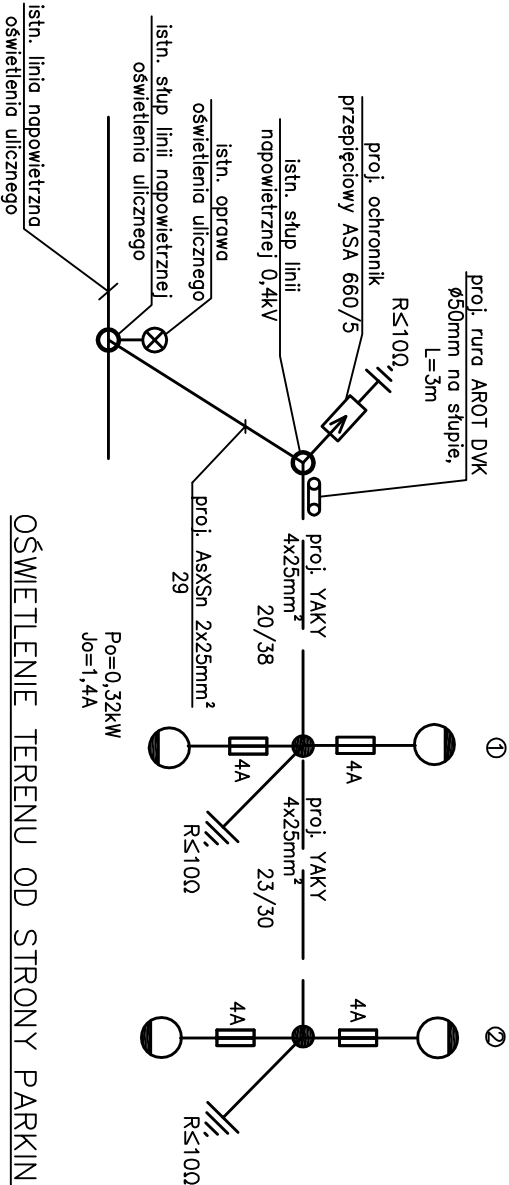 proj. rura AROT DVK
ø50mm na słupie,
L=3m
R≤10Ω
proj. ochronnik
przepięciowy ASA 660/5
istn. słup linii
napowietrznej 0,4kV
istn. oprawa
oświetlenia ulicznego
istn. słup linii napowietrznej
oświetlenia ulicznego
istn. linia napowietrzna
oświetlenia ulicznego
proj. AsXSn 2x25mm²
29
proj. YAKY
4x25mm²
20/38
Po=0,32kW
Jo=1,4A
①
4A
4A
R≤10Ω
proj. YAKY
4x25mm²
23/30
②
4A
4A
R≤10Ω
OŚWIETLENIE TERENU OD STRONY PARKIN